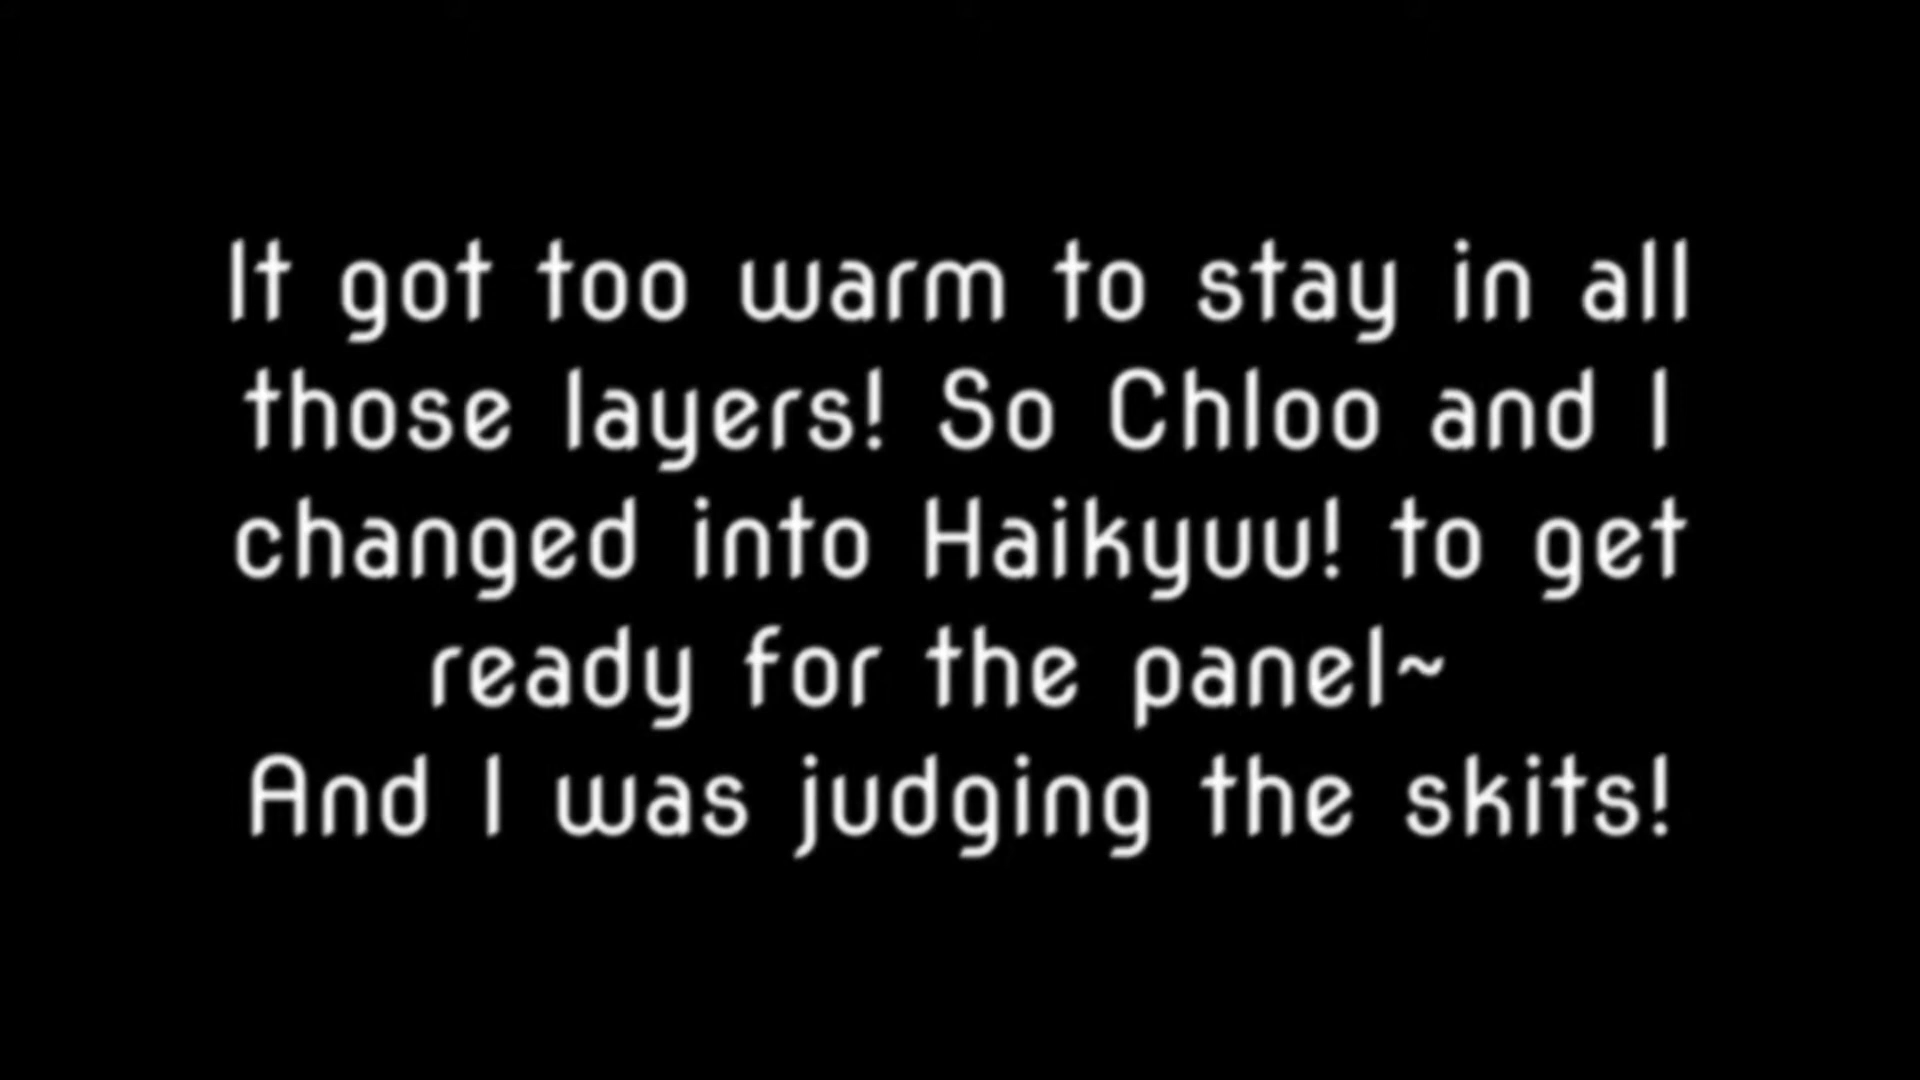 It got too warm to stay in all
those layers! So Chloo and I
changed into Haikyuu! to get
ready for the panel~
And I was judging the skits!